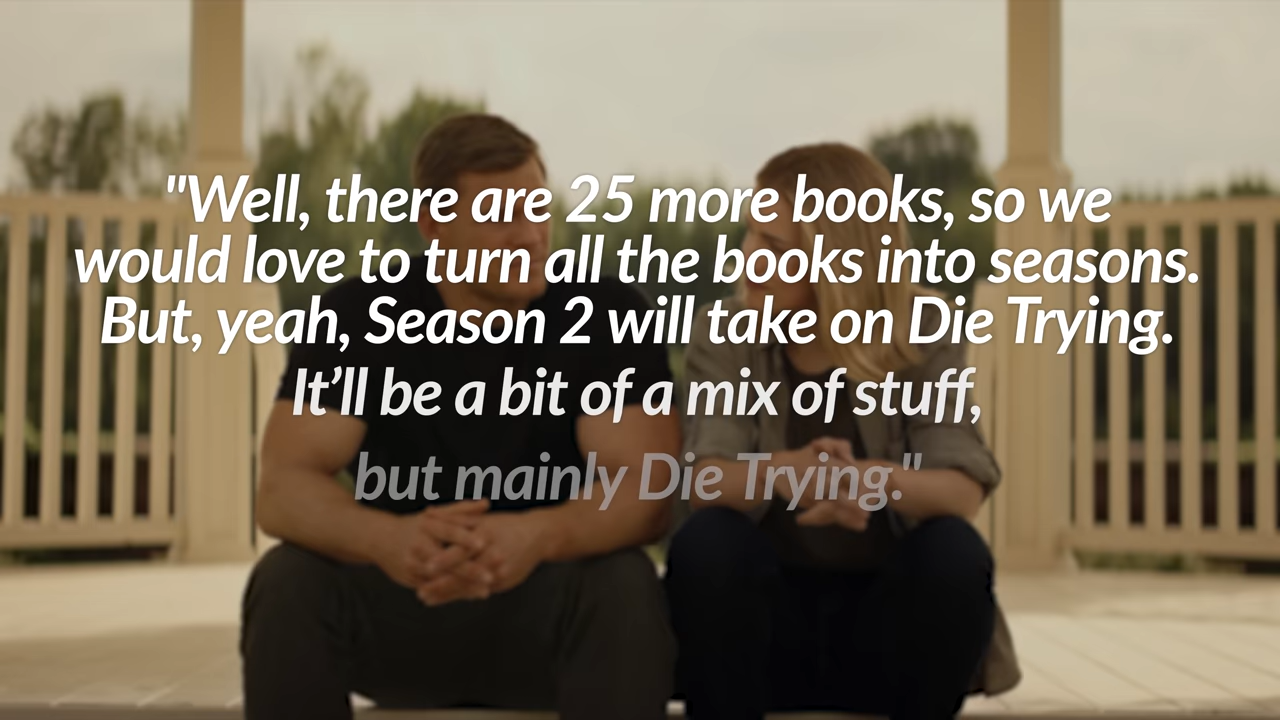 "Well, there are 25 more books, so we
would love to turn all the books into seasons.
But, yeah, Season 2 will take on Die Trying.
It’ll be a bit of a mix of stuff,
but mainly Die Trying."